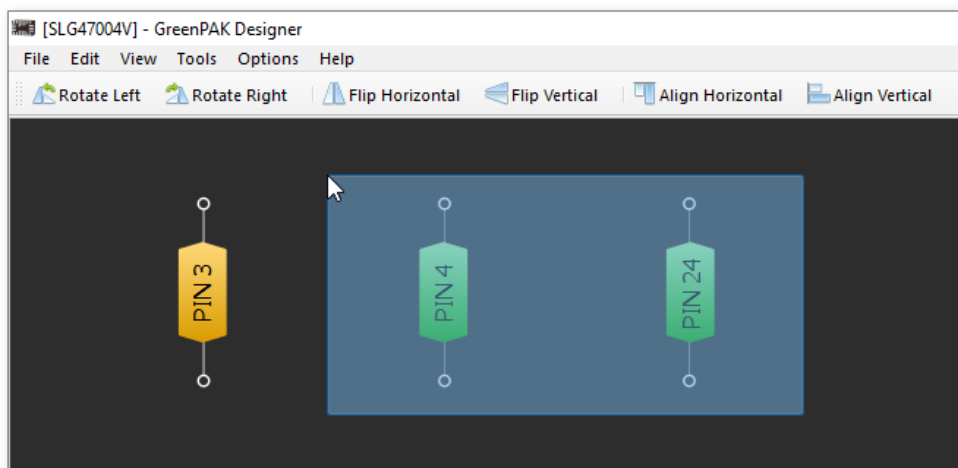 [SLG47004V] - GreenPAK Designer
File Edit View Tools Options Help
Rotate Left Rotate Right Flip Horizontal Flip Vertical Align Horizontal Align Vertical
PIN 3 PIN 4 PIN 24